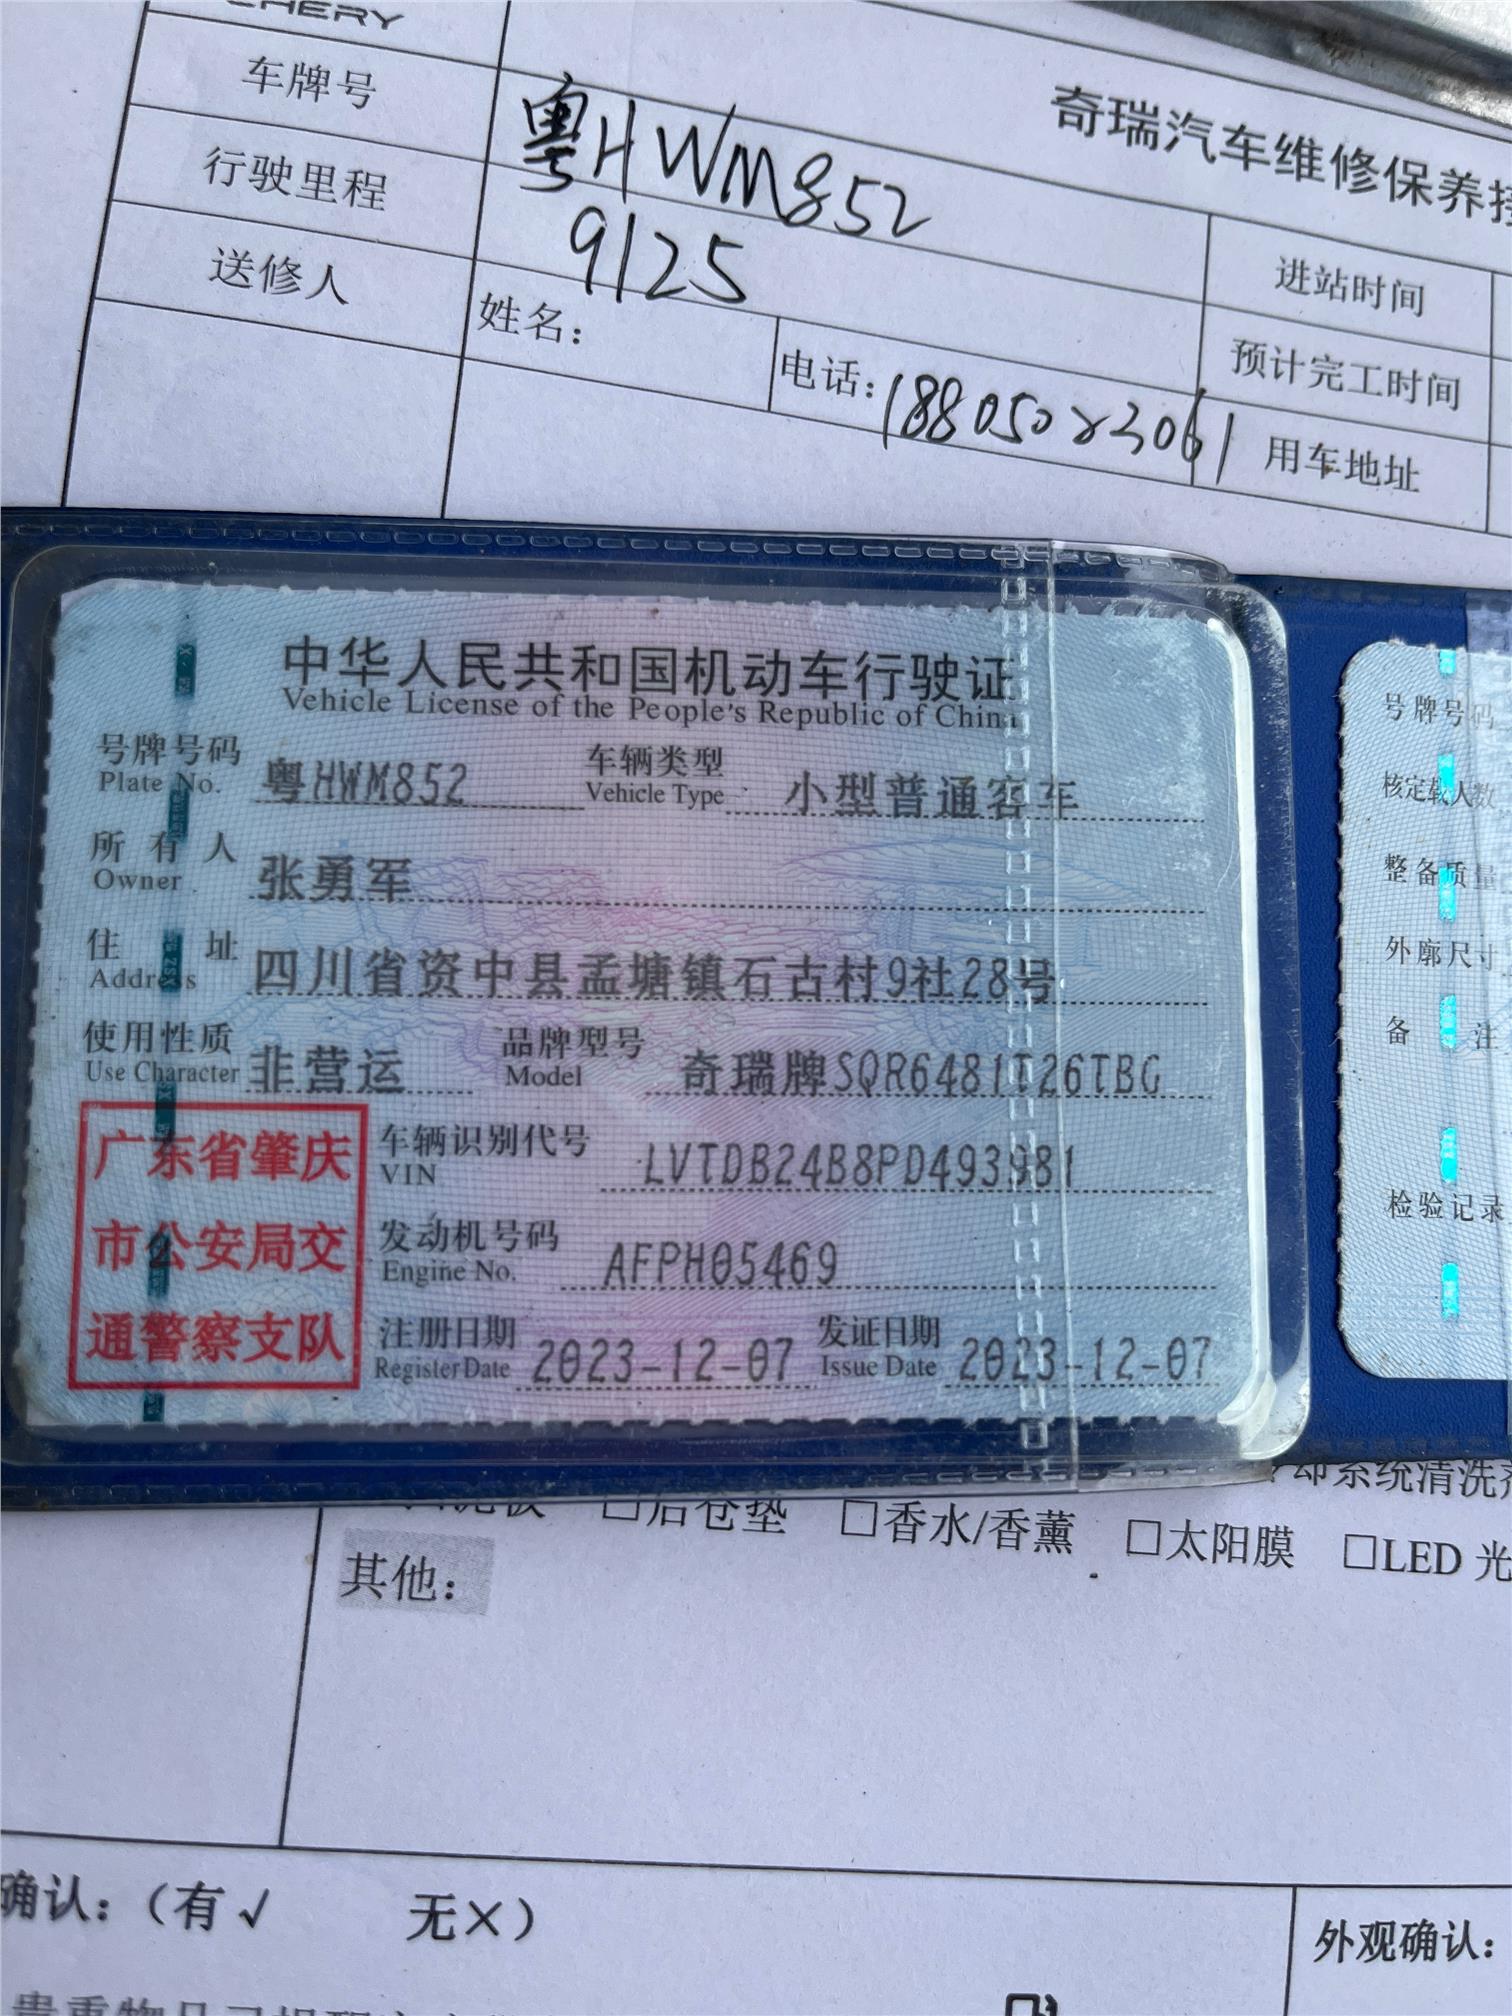 CHERY
奇瑞汽车维修保养接
车牌号 粤HWM852
行驶里程 9125 进站时间
送修人 姓名: 电话:18805023061 预计完工时间
用车地址
中华人民共和国机动车行驶证
Vehicle License of the People's Republic of China
号牌号码 粤HWM852 车辆类型 小型普通客车
Plate No. Vehicle Type
所有人 张勇军
Owner
住址 四川省资中县孟塘镇石古村9社28号
Address
使用性质 非营运 品牌型号 奇瑞牌SQR6481T26TBG
Use Character Model
广东省肇庆
市公安局交
通警察支队
车辆识别代号 LVTDB24B8PD493981
VIN
发动机号码 AFPH05469
Engine No.
注册日期 2023-12-07 发证日期 2023-12-07
Register Date Issue Date
号牌号码
核定载人数
整备质量
外廓尺寸
备注
检验记录
却系统清洗剂
□后仓垫 □香水/香薰 □太阳膜 □LED 光
其他:
确认:(有√ 无×)
外观确认: